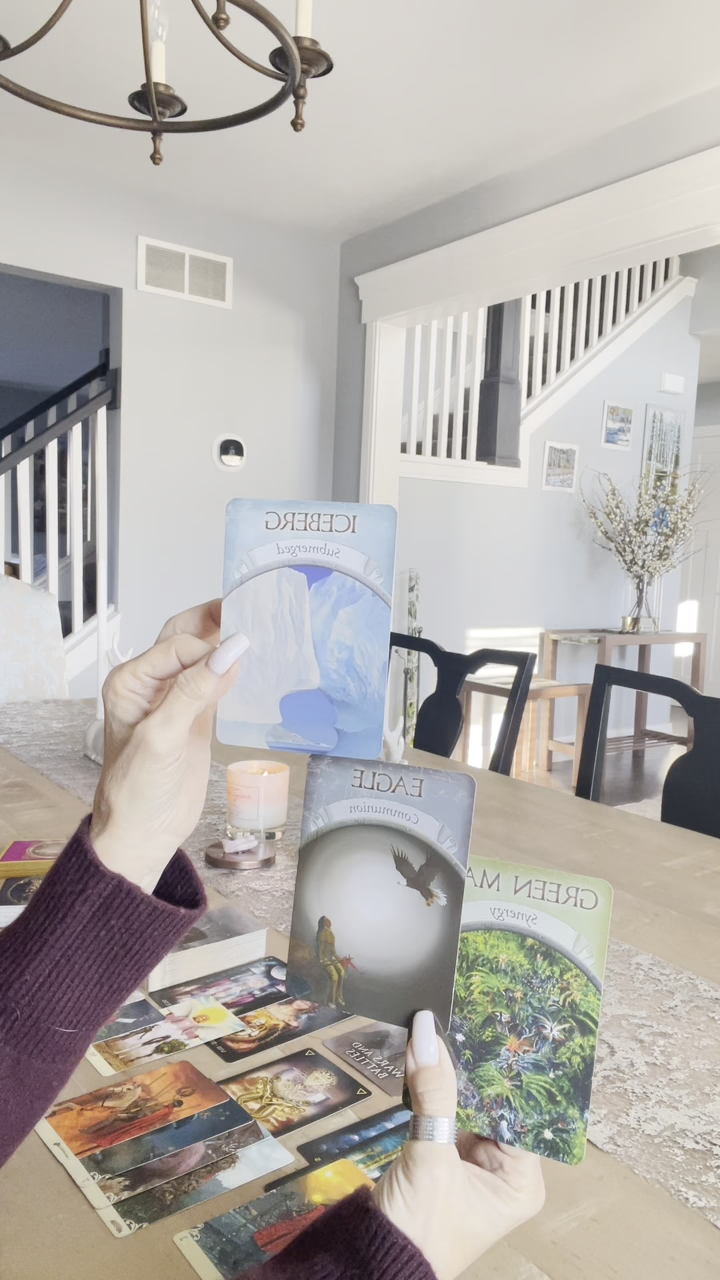 ICEBERG
Submerged
EAGLE
Communion
GREEN MA
Synergy
WARS AND
BATTLES